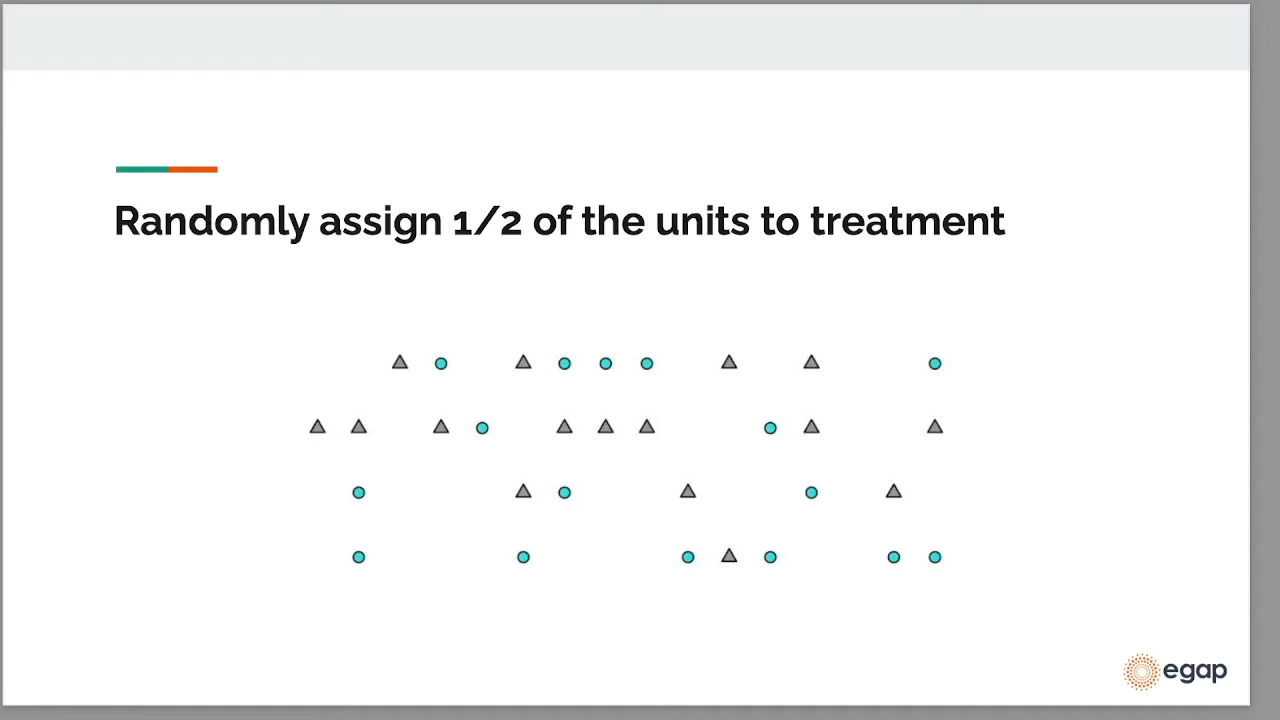 Randomly assign 1/2 of the units to treatment
egap